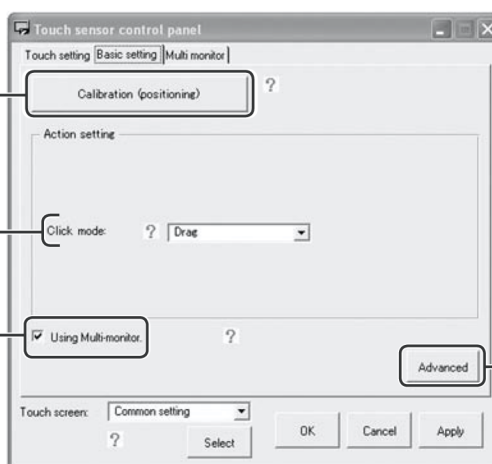 Touch sensor control panel
Touch setting Basic setting Multi monitor
Calibration (positioning) ?
Action setting
Click mode: ? Drag
Using Multi-monitor. ?
Advanced
Touch screen: Common setting
? Select OK Cancel Apply